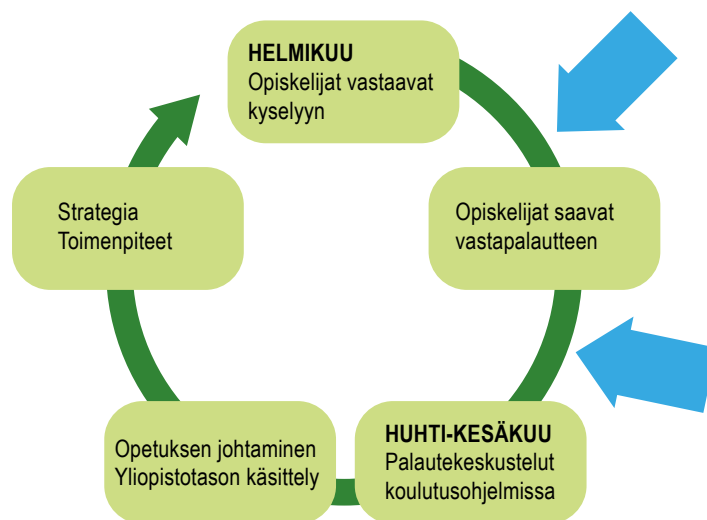 HELMIKUU
Opiskelijat vastaavat
kyselyyn
Opiskelijat saavat
vastapalautteen
HUHTI-KESÄKUU
Palautekeskustelut
koulutusohjelmissa
Opetuksen johtaminen
Yliopistotason käsittely
Strategia
Toimenpiteet